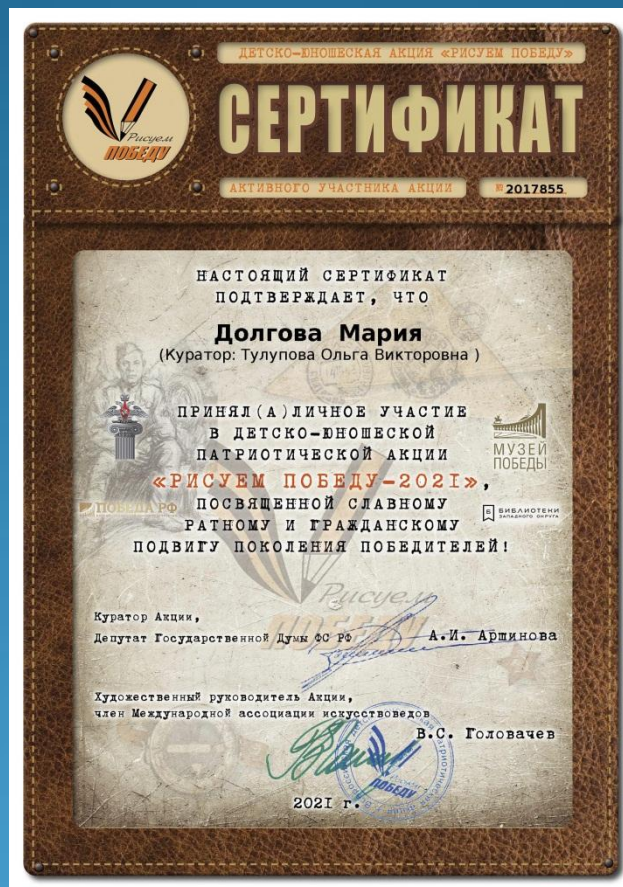 ДЕТСКО-ЮНОШЕСКАЯ АКЦИЯ «РИСУЕМ ПОБЕДУ»
Рисуем
ПОБЕДУ
СЕРТИФИКАТ
АКТИВНОГО УЧАСТНИКА АКЦИИ
№ 2017855
НАСТОЯЩИЙ СЕРТИФИКАТ
ПОДТВЕРЖДАЕТ, ЧТО
Долгова Мария
(Куратор: Тулупова Ольга Викторовна )
ПРИНЯЛ(А)ЛИЧНОЕ УЧАСТИЕ
В ДЕТСКО-ЮНОШЕСКОЙ
ПАТРИОТИЧЕСКОЙ АКЦИИ
«РИСУЕМ ПОБЕДУ-2021»,
ПОСВЯЩЕННОЙ СЛАВНОМУ
РАТНОМУ И ГРАЖДАНСКОМУ
ПОДВИГУ ПОКОЛЕНИЯ ПОБЕДИТЕЛЕЙ!
ПОБЕДА РФ
МУЗЕЙ
ПОБЕДЫ
Б БИБЛИОТЕКИ
ЗАПАДНОГО ОКРУГА
Рисуем
ПОБЕДУ
Куратор Акции,
Депутат Государственной Думы ФС РФ
А.И. Аршинова
Художественный руководитель Акции,
член Международной ассоциации искусствоведов
В.С. Головачев
ПОБЕДУ
2021 г.